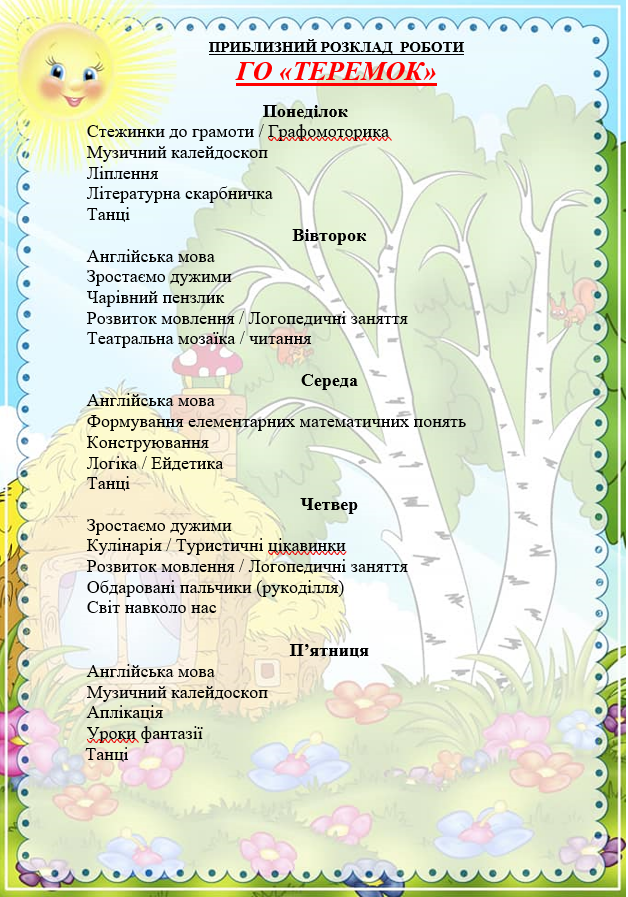 ПРИБЛИЗНИЙ РОЗКЛАД РОБОТИ
ГО «ТЕРЕМОК»
Понеділок
Стежинки до грамоти / Графомоторика
Музичний калейдоскоп
Ліплення
Літературна скарбничка
Танці
Вівторок
Англійська мова
Зростаємо дужими
Чарівний пензлик
Розвиток мовлення / Логопедичні заняття
Театральна мозаїка / читання
Середа
Англійська мова
Формування елементарних математичних понять
Конструювання
Логіка / Ейдетика
Танці
Четвер
Зростаємо дужими
Кулінарія / Туристичні цікавинки
Розвиток мовлення / Логопедичні заняття
Обдаровані пальчики (рукоділля)
Світ навколо нас
П’ятниця
Англійська мова
Музичний калейдоскоп
Аплікація
Уроки фантазії
Танці